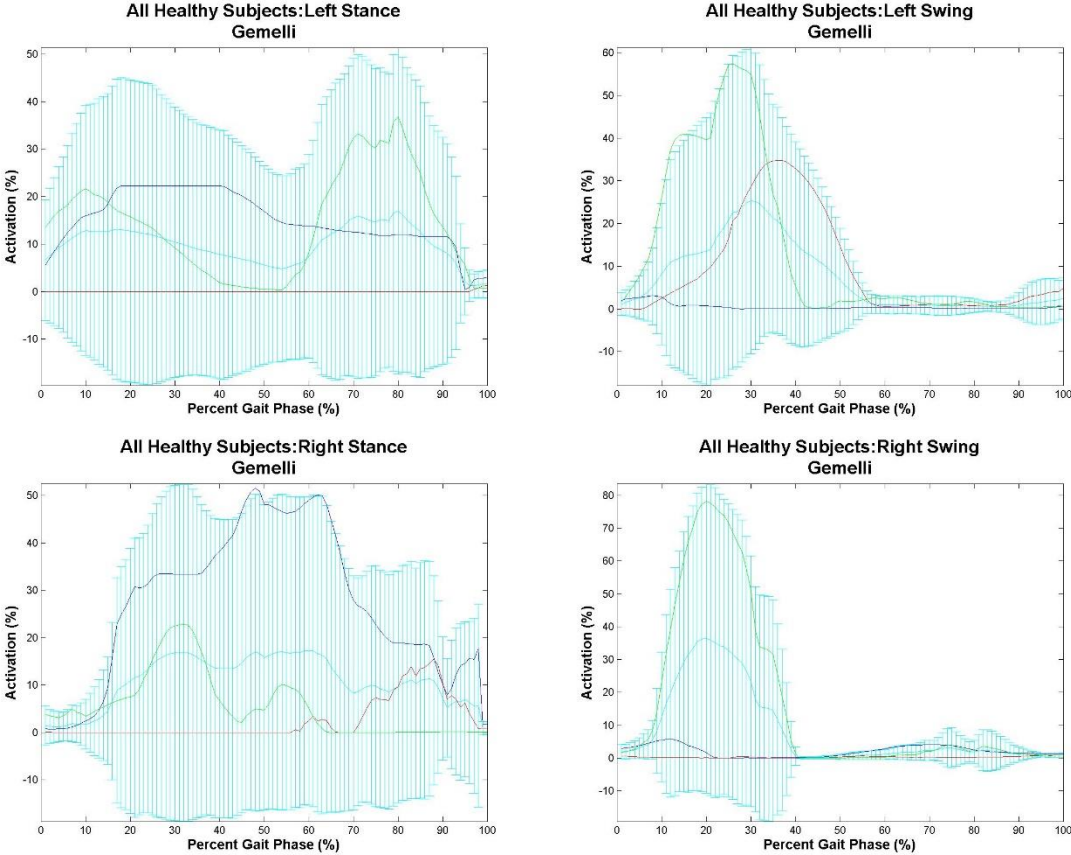 All Healthy Subjects:Left Stance
Gemelli
50
40
30
20
10
0
-10
Activation (%)
0 10 20 30 40 50 60 70 80 90 100
Percent Gait Phase (%)
All Healthy Subjects:Left Swing
Gemelli
60
50
40
30
20
10
0
-10
Activation (%)
0 10 20 30 40 50 60 70 80 90 100
Percent Gait Phase (%)
All Healthy Subjects:Right Stance
Gemelli
50
40
30
20
10
0
-10
Activation (%)
0 10 20 30 40 50 60 70 80 90 100
Percent Gait Phase (%)
All Healthy Subjects:Right Swing
Gemelli
80
70
60
50
40
30
20
10
0
-10
Activation (%)
0 10 20 30 40 50 60 70 80 90 100
Percent Gait Phase (%)